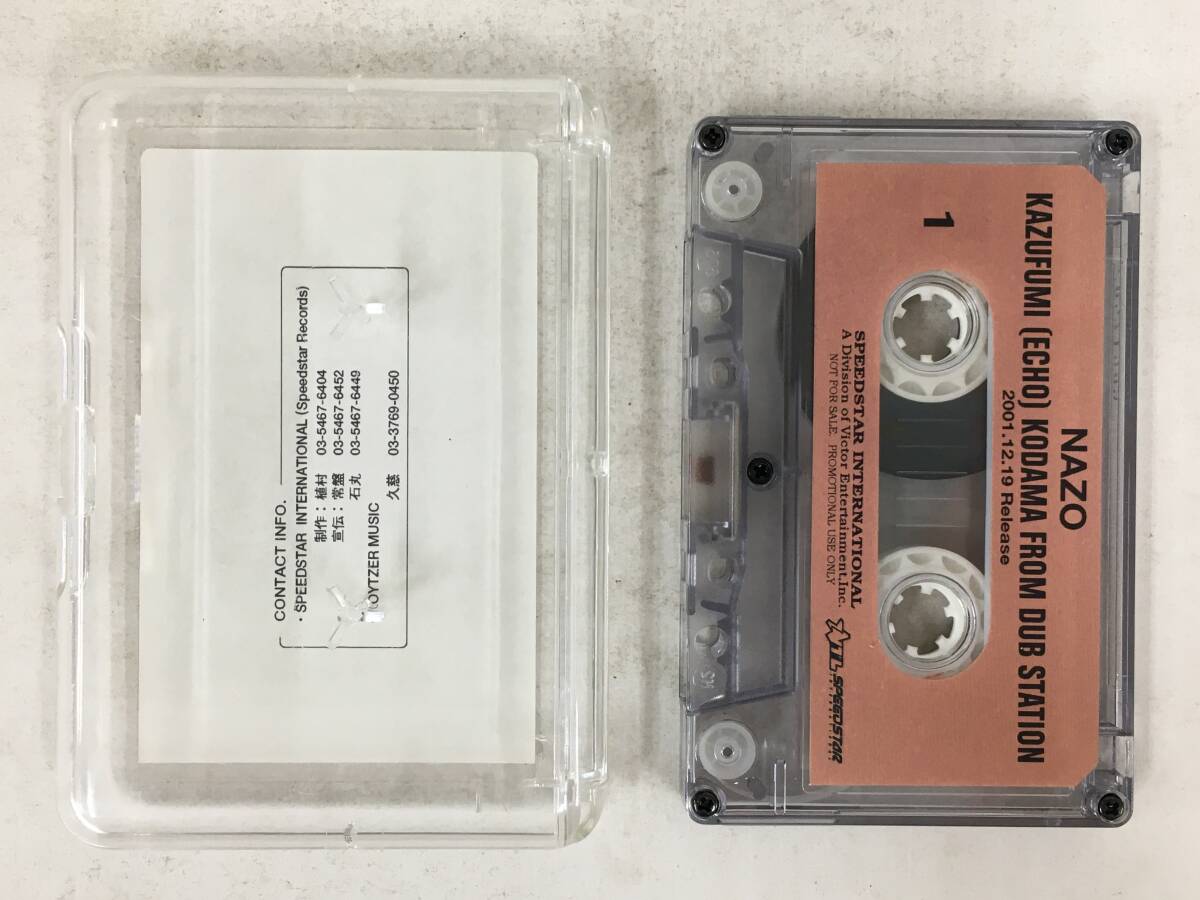 CONTACT INFO.
・SPEEDSTAR INTERNATIONAL (Speedstar Records)
制作： 植村 03-5467-6404
宣伝： 常盤 03-5467-6452
石丸 03-5467-6449
OYTZER MUSIC
久慈 03-3769-0450
NAZO
KAZUFUMI (ECHO) KODAMA FROM DUB STATION
2001.12.19 Release
1
SPEEDSTAR INTERNATIONAL
A Division of Victor Entertainment,Inc.
NOT FOR SALE. PROMOTIONAL USE ONLY
SPEEDSTAR